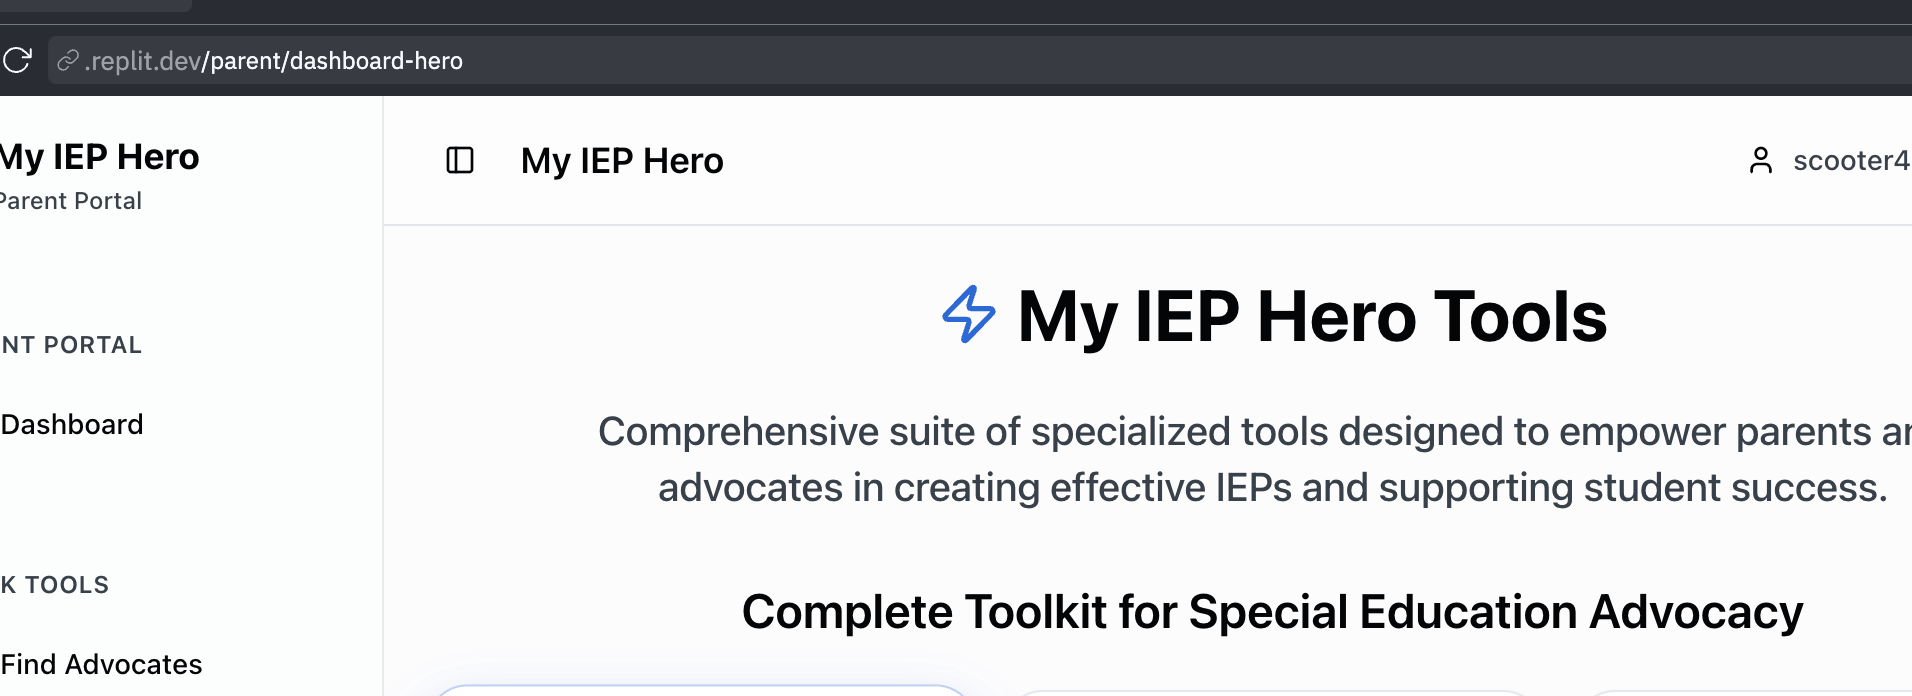 .replit.dev/parent/dashboard-hero
My IEP Hero
Parent Portal
NT PORTAL
Dashboard
K TOOLS
Find Advocates
My IEP Hero
scooter4
My IEP Hero Tools
Comprehensive suite of specialized tools designed to empower parents
advocates in creating effective IEPs and supporting student success.
Complete Toolkit for Special Education Advocacy